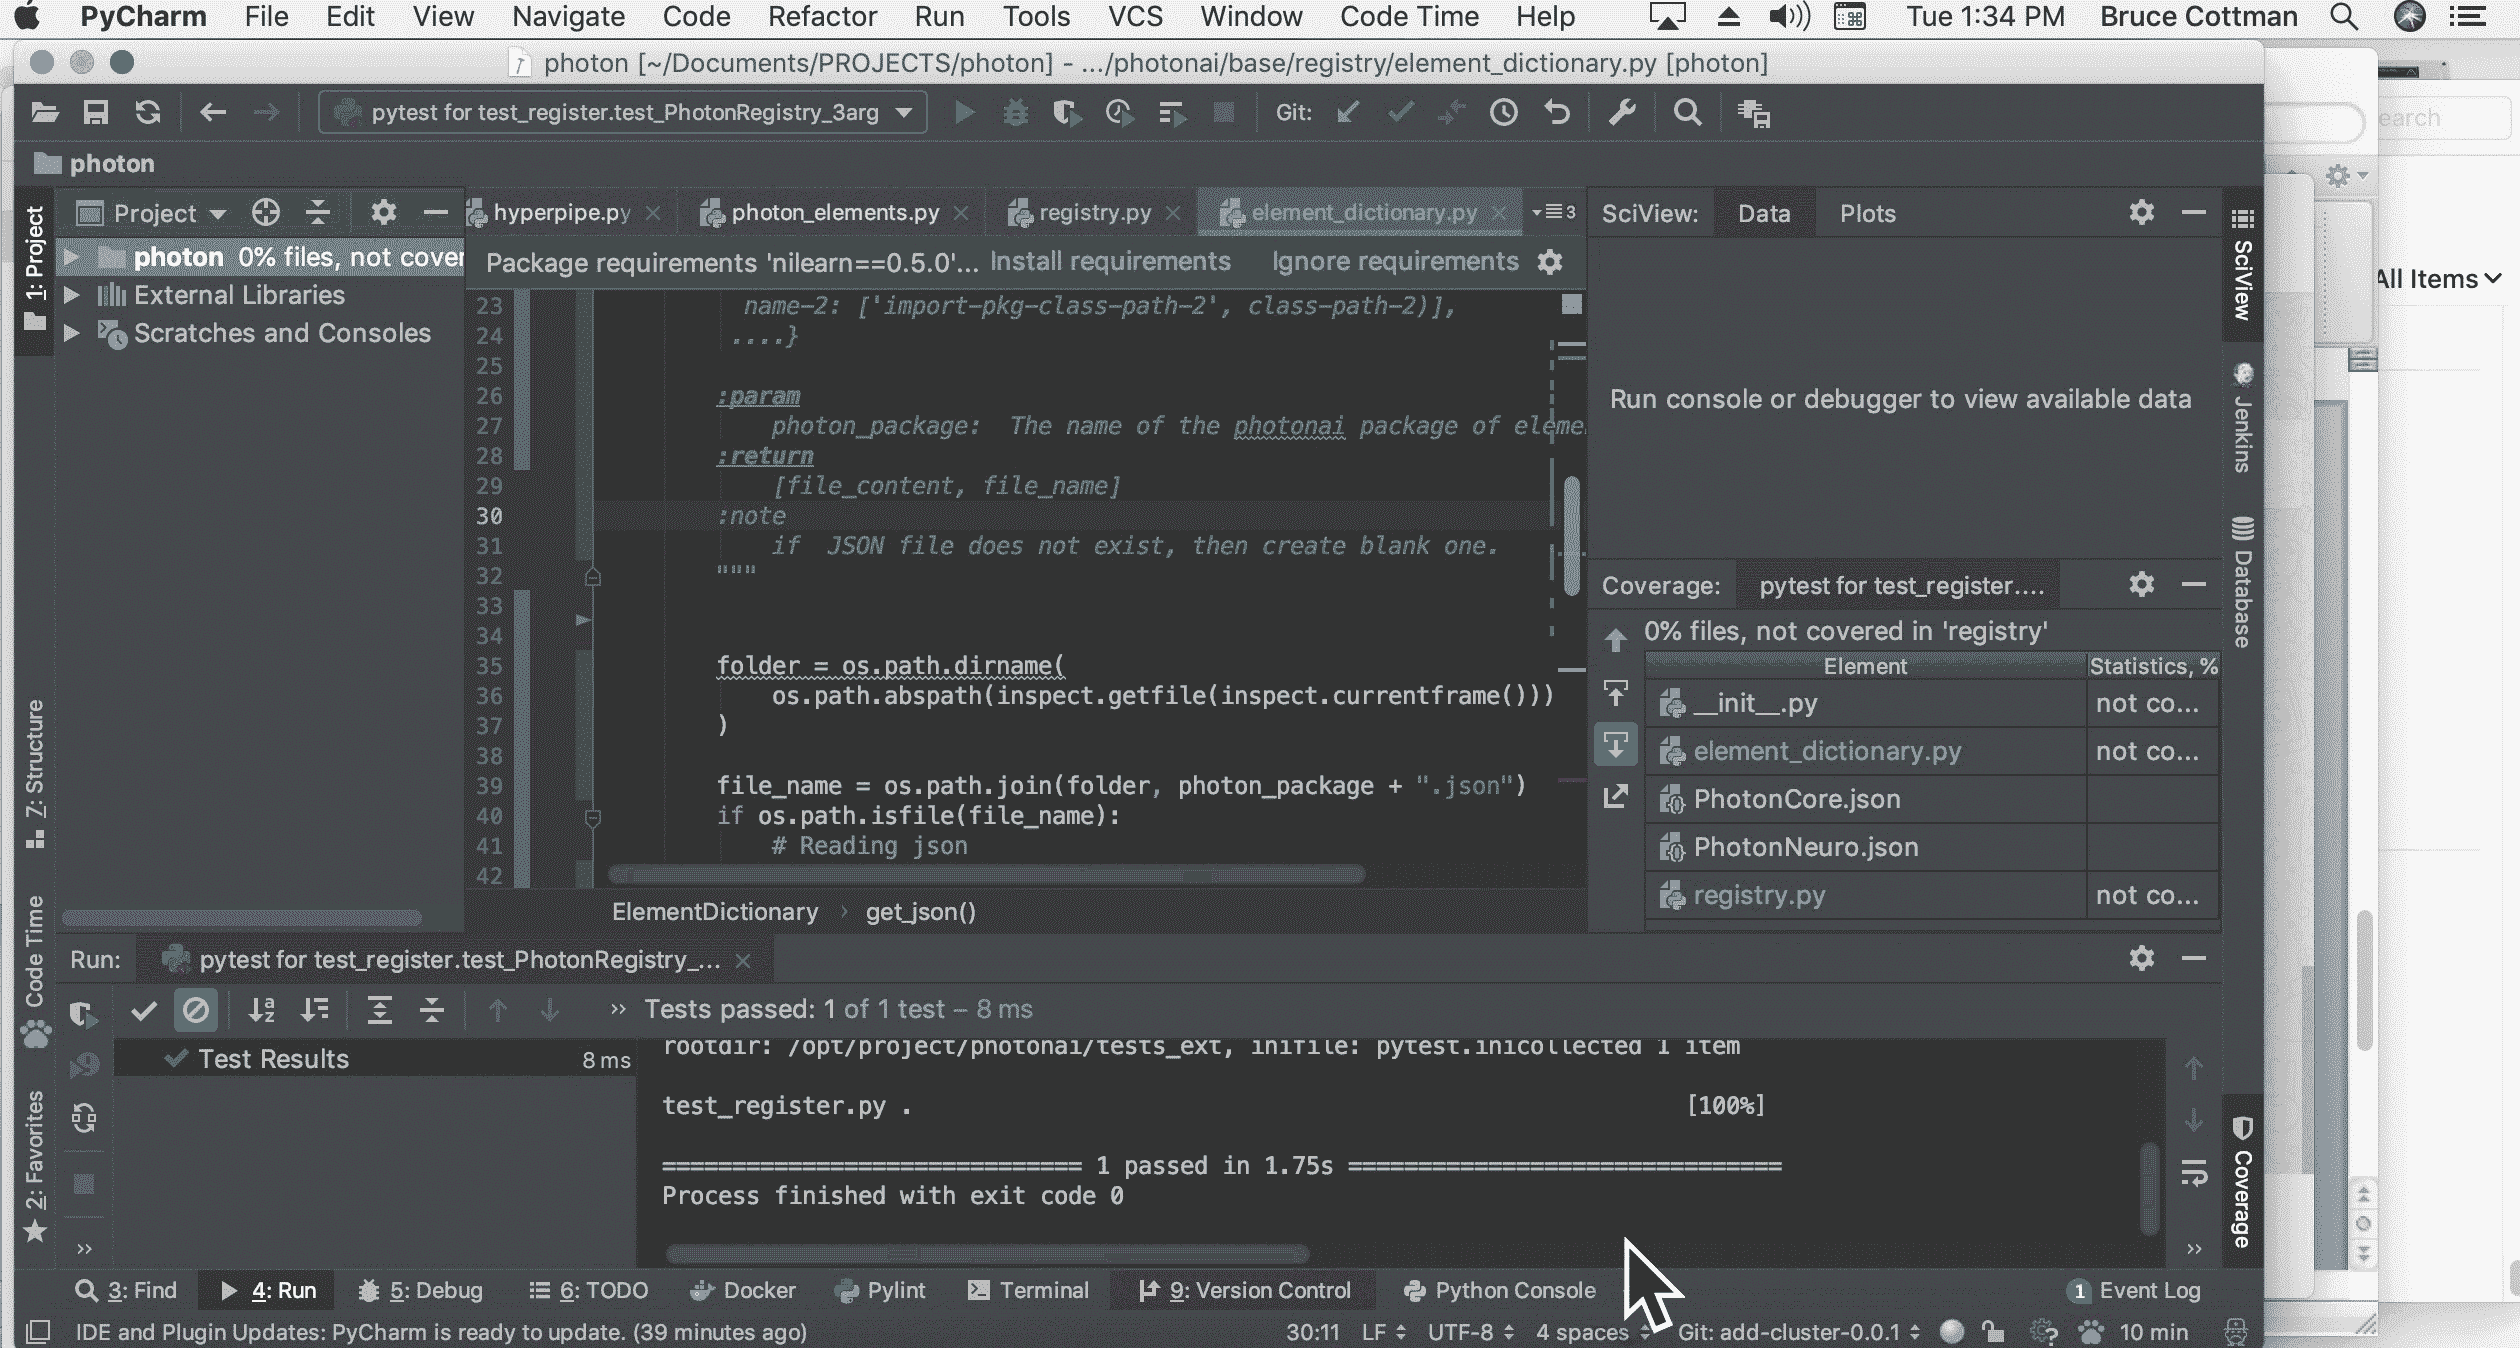 PyCharm File Edit View Navigate Code Refactor Run Tools VCS Window Code Time Help Tue 1:34 PM Bruce Cottman
photon [~/Documents/PROJECTS/photon] - .../photonai/base/registry/element_dictionary.py [photon]
pytest for test_register.test_PhotonRegistry_3arg Git:
earch
photon
1: Project
Project
hyperpipe.py photon_elements.py registry.py element_dictionary.py 3
SciView: Data Plots
photon 0% files, not cover
External Libraries
Scratches and Consoles
Package requirements 'nilearn==0.5.0'... Install requirements Ignore requirements
All Items
23 name-2: ['import-pkg-class-path-2', class-path-2)],
24 ....}
25
26 :param
27 photon_package: The name of the photonai package of eleme
28 :return
29 [file_content, file_name]
30 :note
31 if JSON file does not exist, then create blank one.
32 """
33
34
35 folder = os.path.dirname(
36 os.path.abspath(inspect.getfile(inspect.currentframe()))
37 )
38
39 file_name = os.path.join(folder, photon_package + ".json")
40 if os.path.isfile(file_name):
41 # Reading json
42
ElementDictionary › get_json()
Run console or debugger to view available data
Coverage: pytest for test_register....
0% files, not covered in 'registry'
Element Statistics, %
__init__.py not co...
element_dictionary.py not co...
PhotonCore.json
PhotonNeuro.json
registry.py not co...
SciView
Jenkins
Database
Coverage
7: Structure
Code Time
2: Favorites
Run: pytest for test_register.test_PhotonRegistry_...
» Tests passed: 1 of 1 test – 8 ms
Test Results 8 ms
rootdir: /opt/project/photonai/tests_ext, inifile: pytest.inicollected 1 item
test_register.py . [100%]
============================== 1 passed in 1.75s ===============================
Process finished with exit code 0
»
»
3: Find 4: Run 5: Debug 6: TODO Docker Pylint Terminal 9: Version Control Python Console 1 Event Log
IDE and Plugin Updates: PyCharm is ready to update. (39 minutes ago) 30:11 LF UTF-8 4 spaces Git: add-cluster-0.0.1 10 min